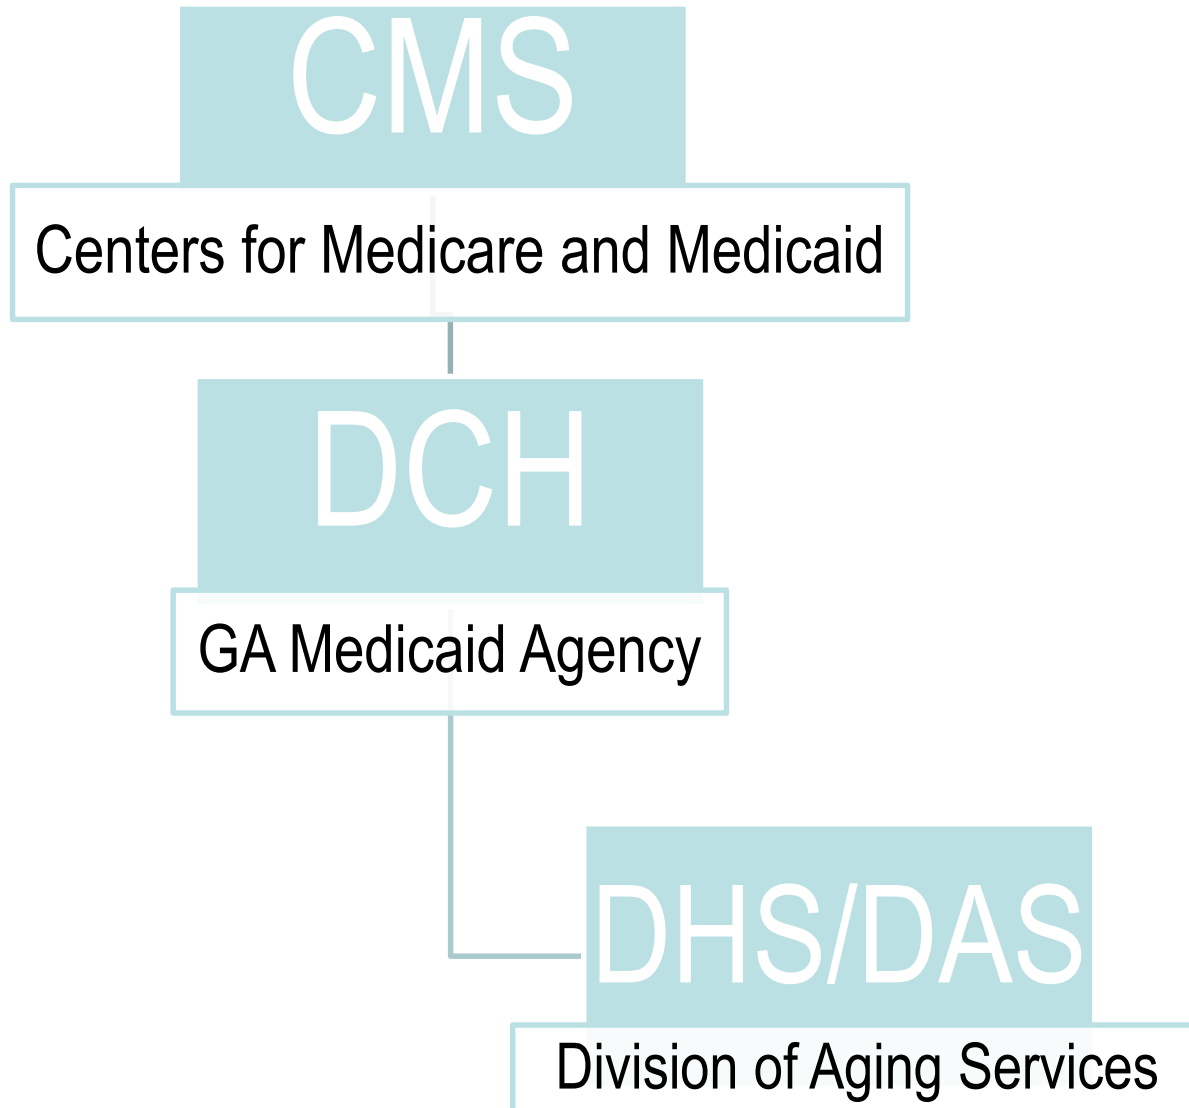 CMS
Centers for Medicare and Medicaid
DCH
GA Medicaid Agency
DHS/DAS
Division of Aging Services